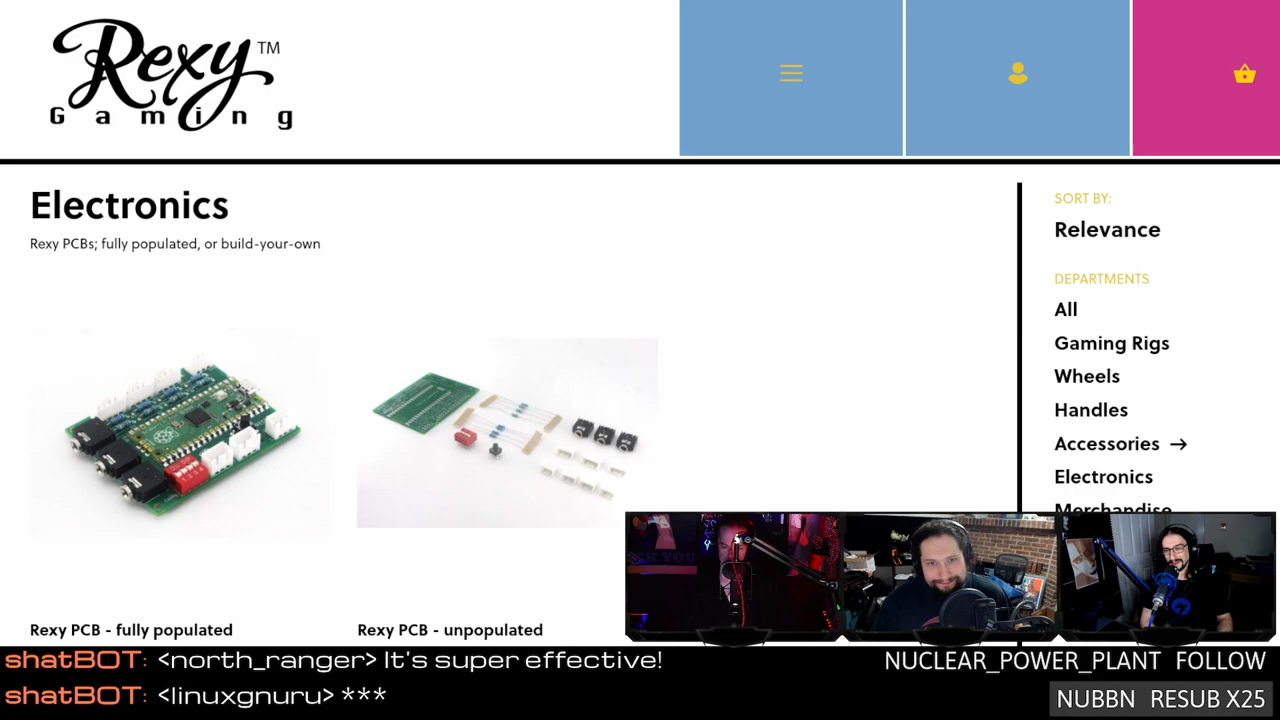 Rexy™
Gaming
Electronics
Rexy PCBs; fully populated, or build-your-own
SORT BY:
Relevance
DEPARTMENTS
All
Gaming Rigs
Wheels
Handles
Accessories →
Electronics
Merchandise
Rexy PCB - fully populated
Rexy PCB - unpopulated
shatBOT: <north_ranger> It's super effective!
shatBOT: <linuxgnuru> ***
NUCLEAR_POWER_PLANT FOLLOW
NUBBN RESUB X25